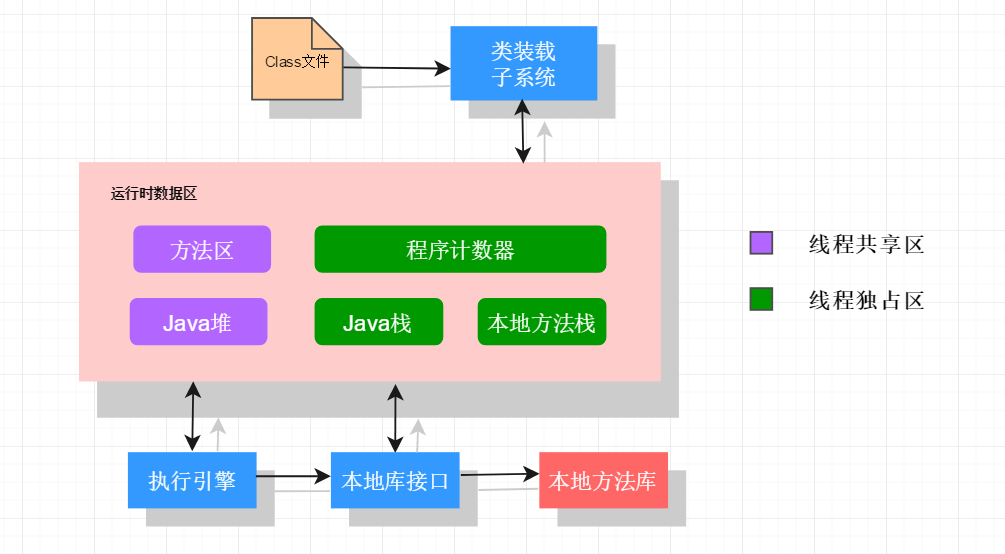 Class文件
类装载
子系统
运行时数据区
方法区
程序计数器
线程共享区
线程独占区
Java堆
Java栈
本地方法栈
执行引擎
本地库接口
本地方法库